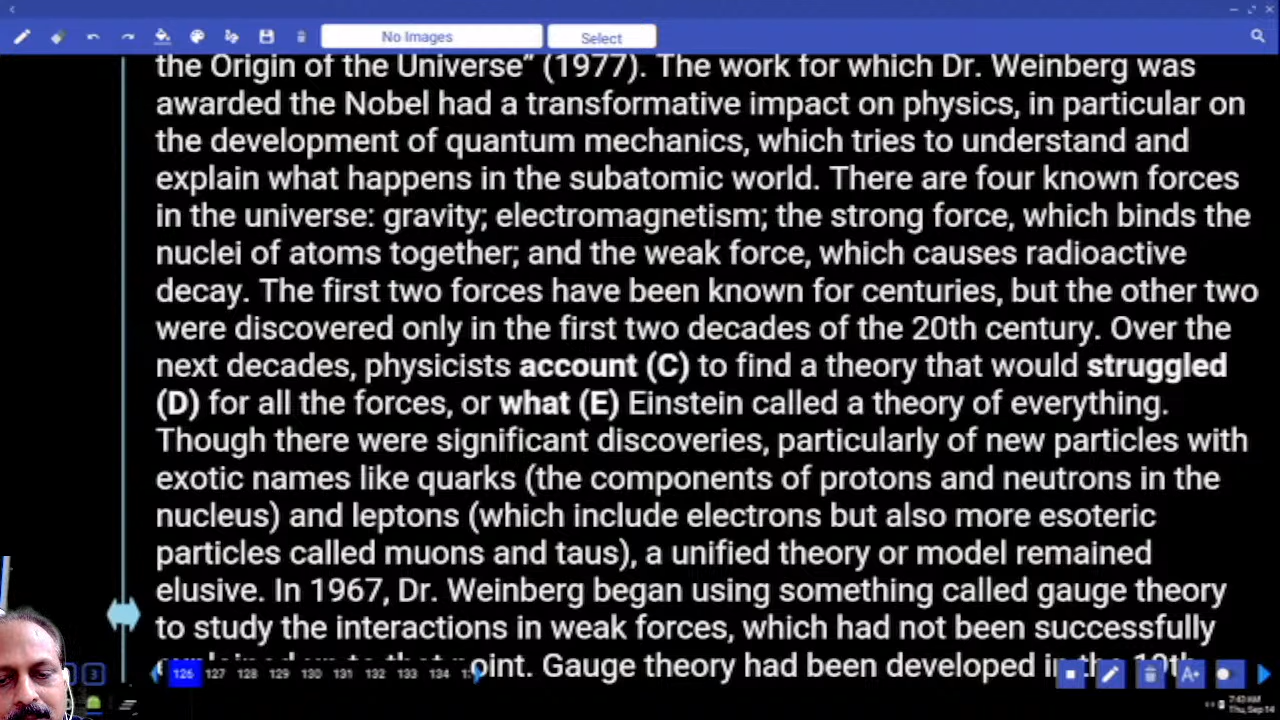 No Images
Select
the Origin of the Universe” (1977). The work for which Dr. Weinberg was
awarded the Nobel had a transformative impact on physics, in particular on
the development of quantum mechanics, which tries to understand and
explain what happens in the subatomic world. There are four known forces
in the universe: gravity; electromagnetism; the strong force, which binds the
nuclei of atoms together; and the weak force, which causes radioactive
decay. The first two forces have been known for centuries, but the other two
were discovered only in the first two decades of the 20th century. Over the
next decades, physicists account (C) to find a theory that would struggled
(D) for all the forces, or what (E) Einstein called a theory of everything.
Though there were significant discoveries, particularly of new particles with
exotic names like quarks (the components of protons and neutrons in the
nucleus) and leptons (which include electrons but also more esoteric
particles called muons and taus), a unified theory or model remained
elusive. In 1967, Dr. Weinberg began using something called gauge theory
to study the interactions in weak forces, which had not been successfully
point. Gauge theory had been developed in
3 126 127 128 129 130 131 132 133 134
A+
7:43 AM
Thu, Sep 14